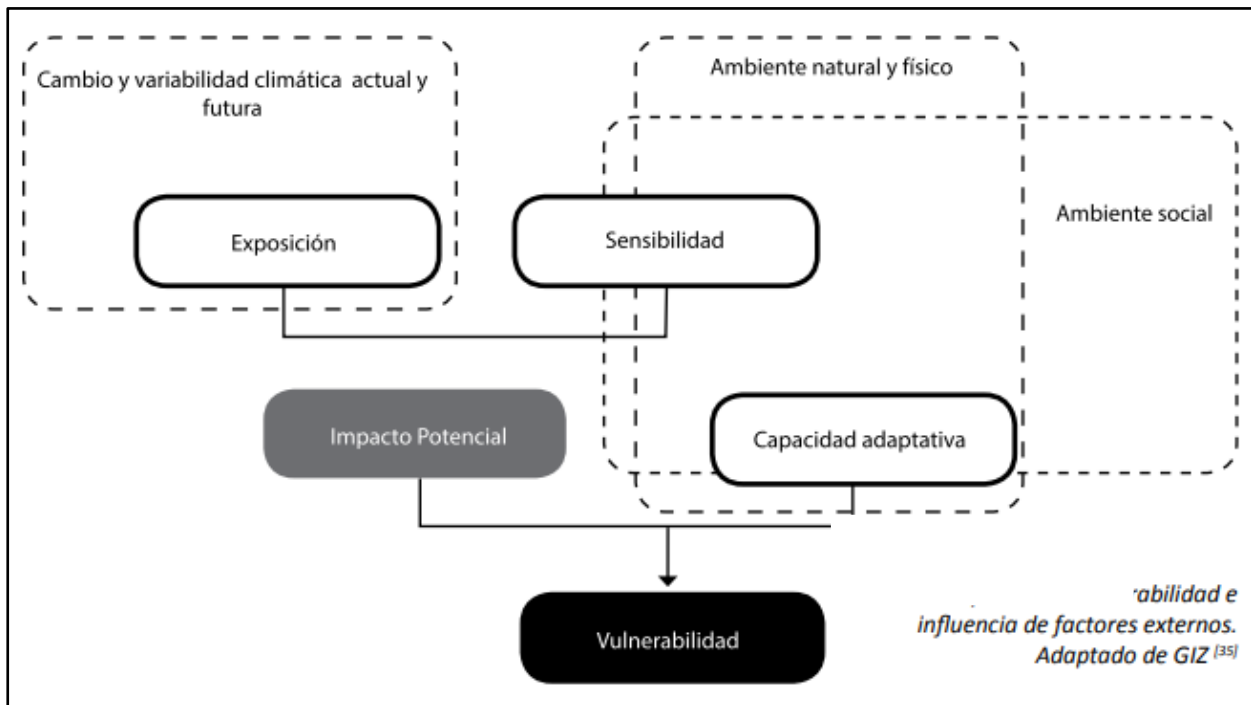 Cambio y variabilidad climática actual y
futura
Ambiente natural y físico
Ambiente social
Exposición
Sensibilidad
Impacto Potencial
Capacidad adaptativa
Vulnerabilidad
e
influencia de factores externos.
Adaptado de GIZ [35]